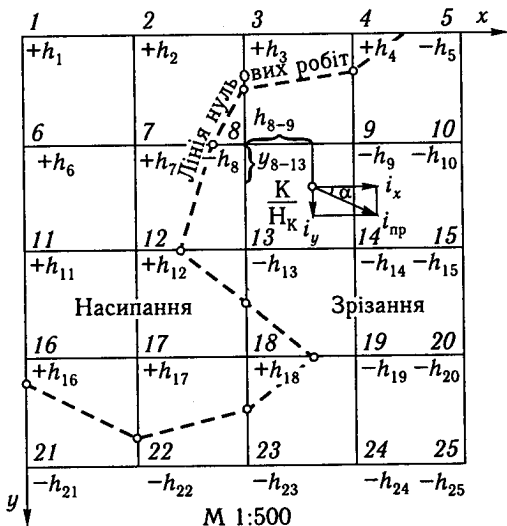 1 2 3 4 5 x
+h₁ +h₂ +h₃ +h₄ -h₅
Лінія нульових робіт
6 7 8 h₈₋₉ 9 10
+h₆ +h₇ -h₈ y₈₋₁₃ -h₉ -h₁₀
K/Hₖ α iₓ
i_y i_пр
11 12 13 14 15
+h₁₁ +h₁₂ -h₁₃ -h₁₄ -h₁₅
Насипання Зрізання
16 17 18 19 20
+h₁₆ +h₁₇ +h₁₈ -h₁₉ -h₂₀
21 22 23 24 25
y -h₂₁ -h₂₂ -h₂₃ -h₂₄ -h₂₅
М 1:500